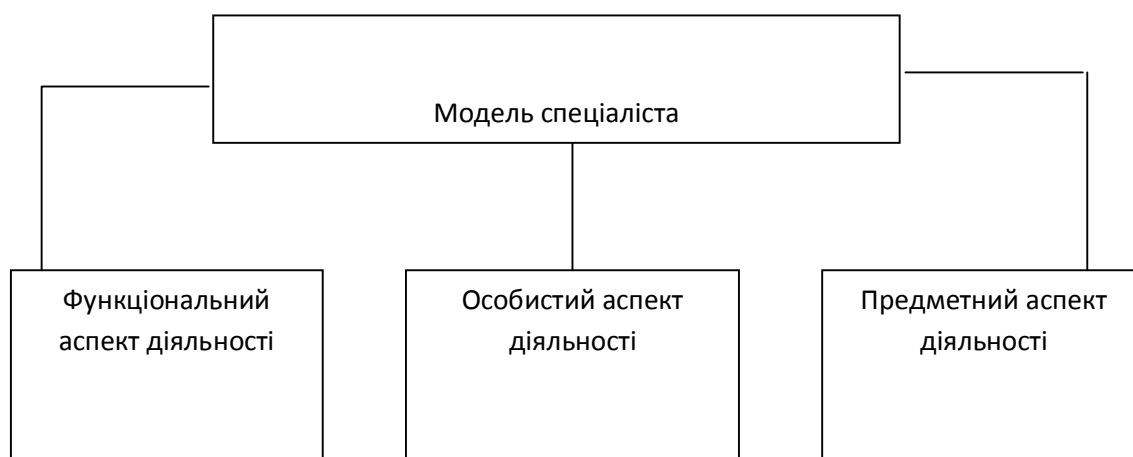 Модель спеціаліста
Функціональний
аспект діяльності
Особистий аспект
діяльності
Предметний аспект
діяльності